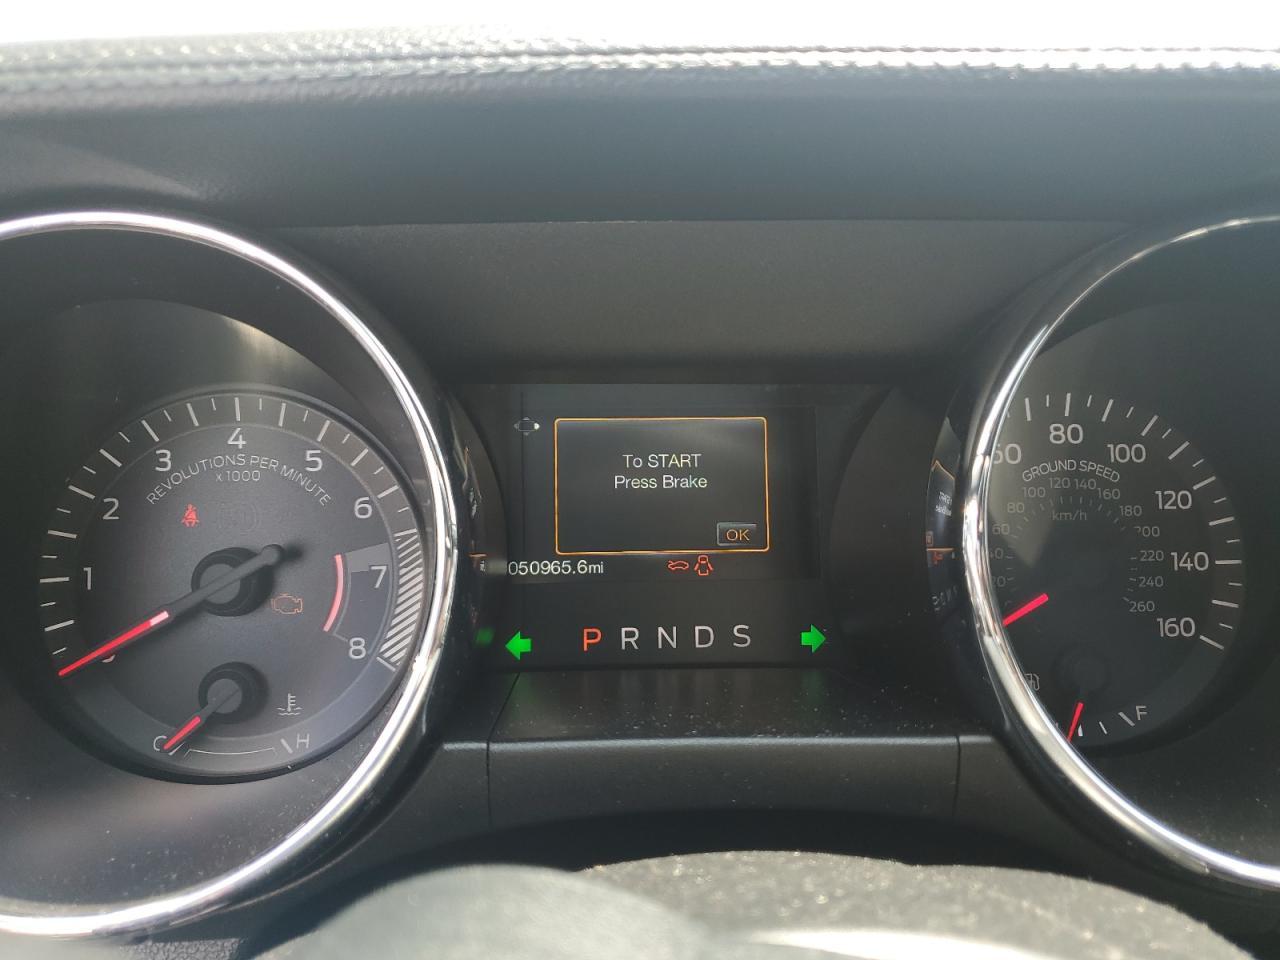 To START
Press Brake
OK
050965.6mi
P R N D S
1
2
3
4
5
6
7
8
REVOLUTIONS PER MINUTE
x 1000
C
H
80
100
120
140
160
GROUND SPEED
80
100
120
140
160
180
200
220
240
260
km/h
F